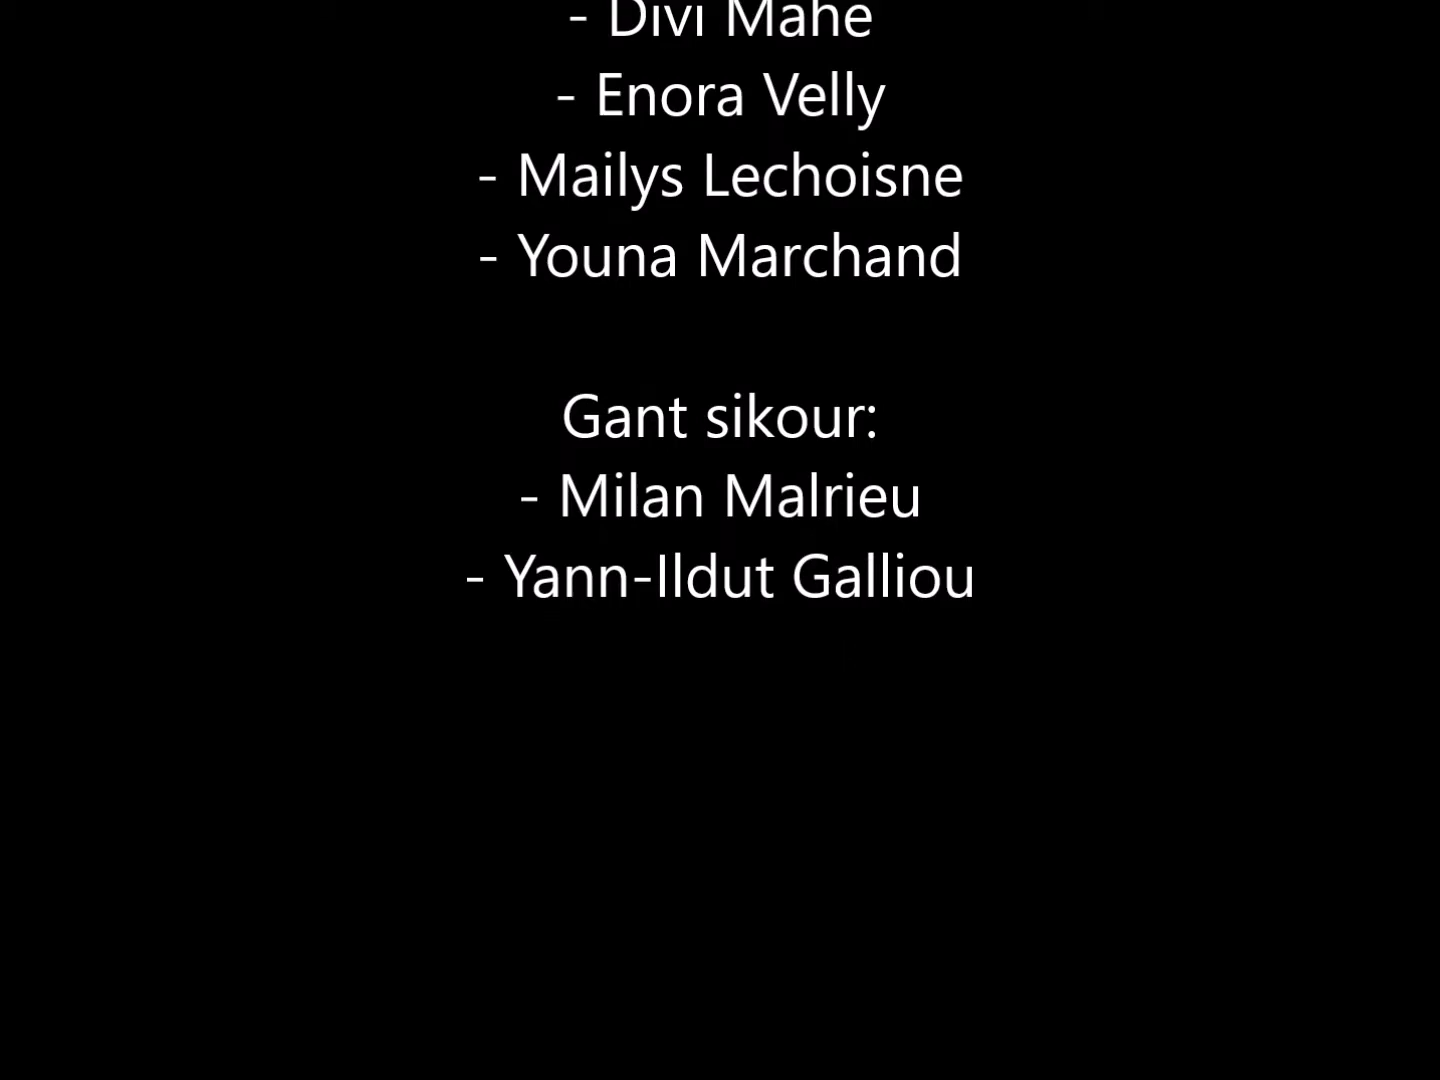 - Divi Mahe
- Enora Velly
- Mailys Lechoisne
- Youna Marchand
Gant sikour:
- Milan Malrieu
- Yann-Ildut Galliou